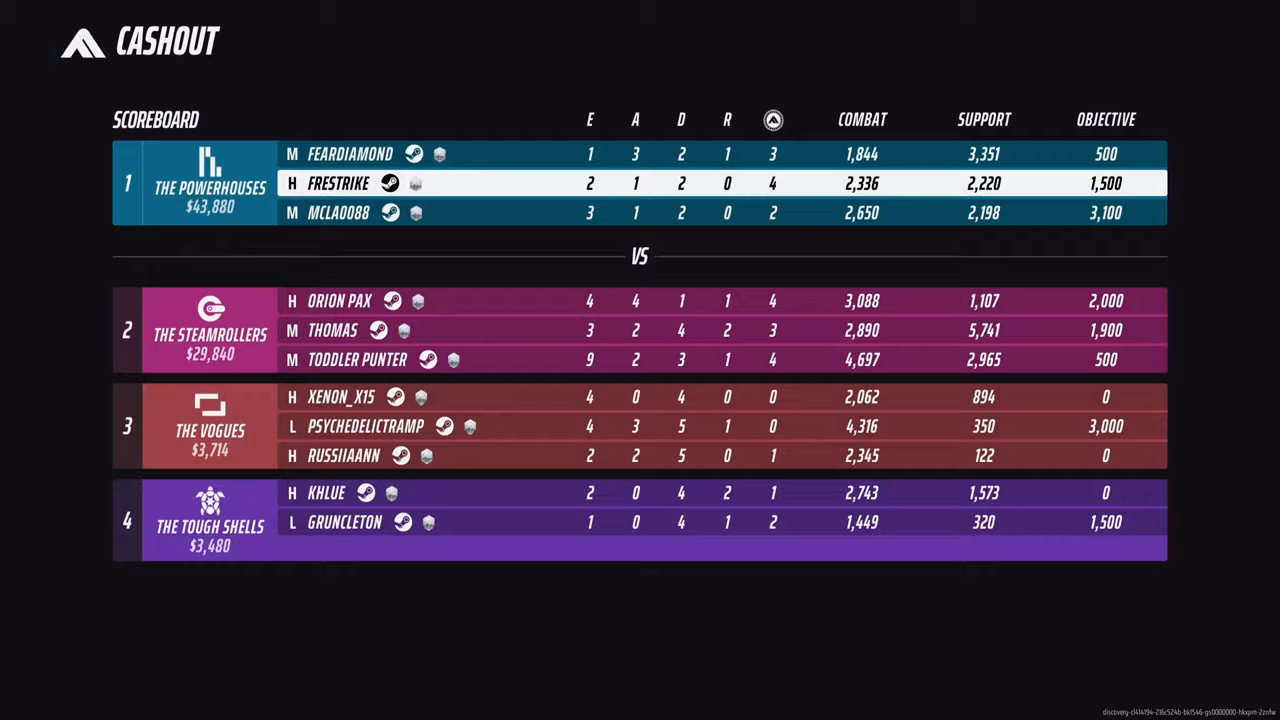 CASHOUT
SCOREBOARD E A D R COMBAT SUPPORT OBJECTIVE
1 THE POWERHOUSES $43,880
M FEARDIAMOND 1 3 2 1 3 1,844 3,351 500
H FRESTRIKE 2 1 2 0 4 2,336 2,220 1,500
M MCLAOO88 3 1 2 0 2 2,650 2,198 3,100
VS
2 THE STEAMROLLERS $29,840
H ORION PAX 4 4 1 1 4 3,088 1,107 2,000
M THOMAS 3 2 4 2 3 2,890 5,741 1,900
M TODDLER PUNTER 9 2 3 1 4 4,697 2,965 500
3 THE VOGUES $3,714
H XENON_X15 4 0 4 0 0 2,062 894 0
L PSYCHEDELICTRAMP 4 3 5 1 0 4,316 350 3,000
H RUSSIIAANN 2 2 5 0 1 2,345 122 0
4 THE TOUGH SHELLS $3,480
H KHLUE 2 0 4 2 1 2,743 1,573 0
L GRUNCLETON 1 0 4 1 2 1,449 320 1,500